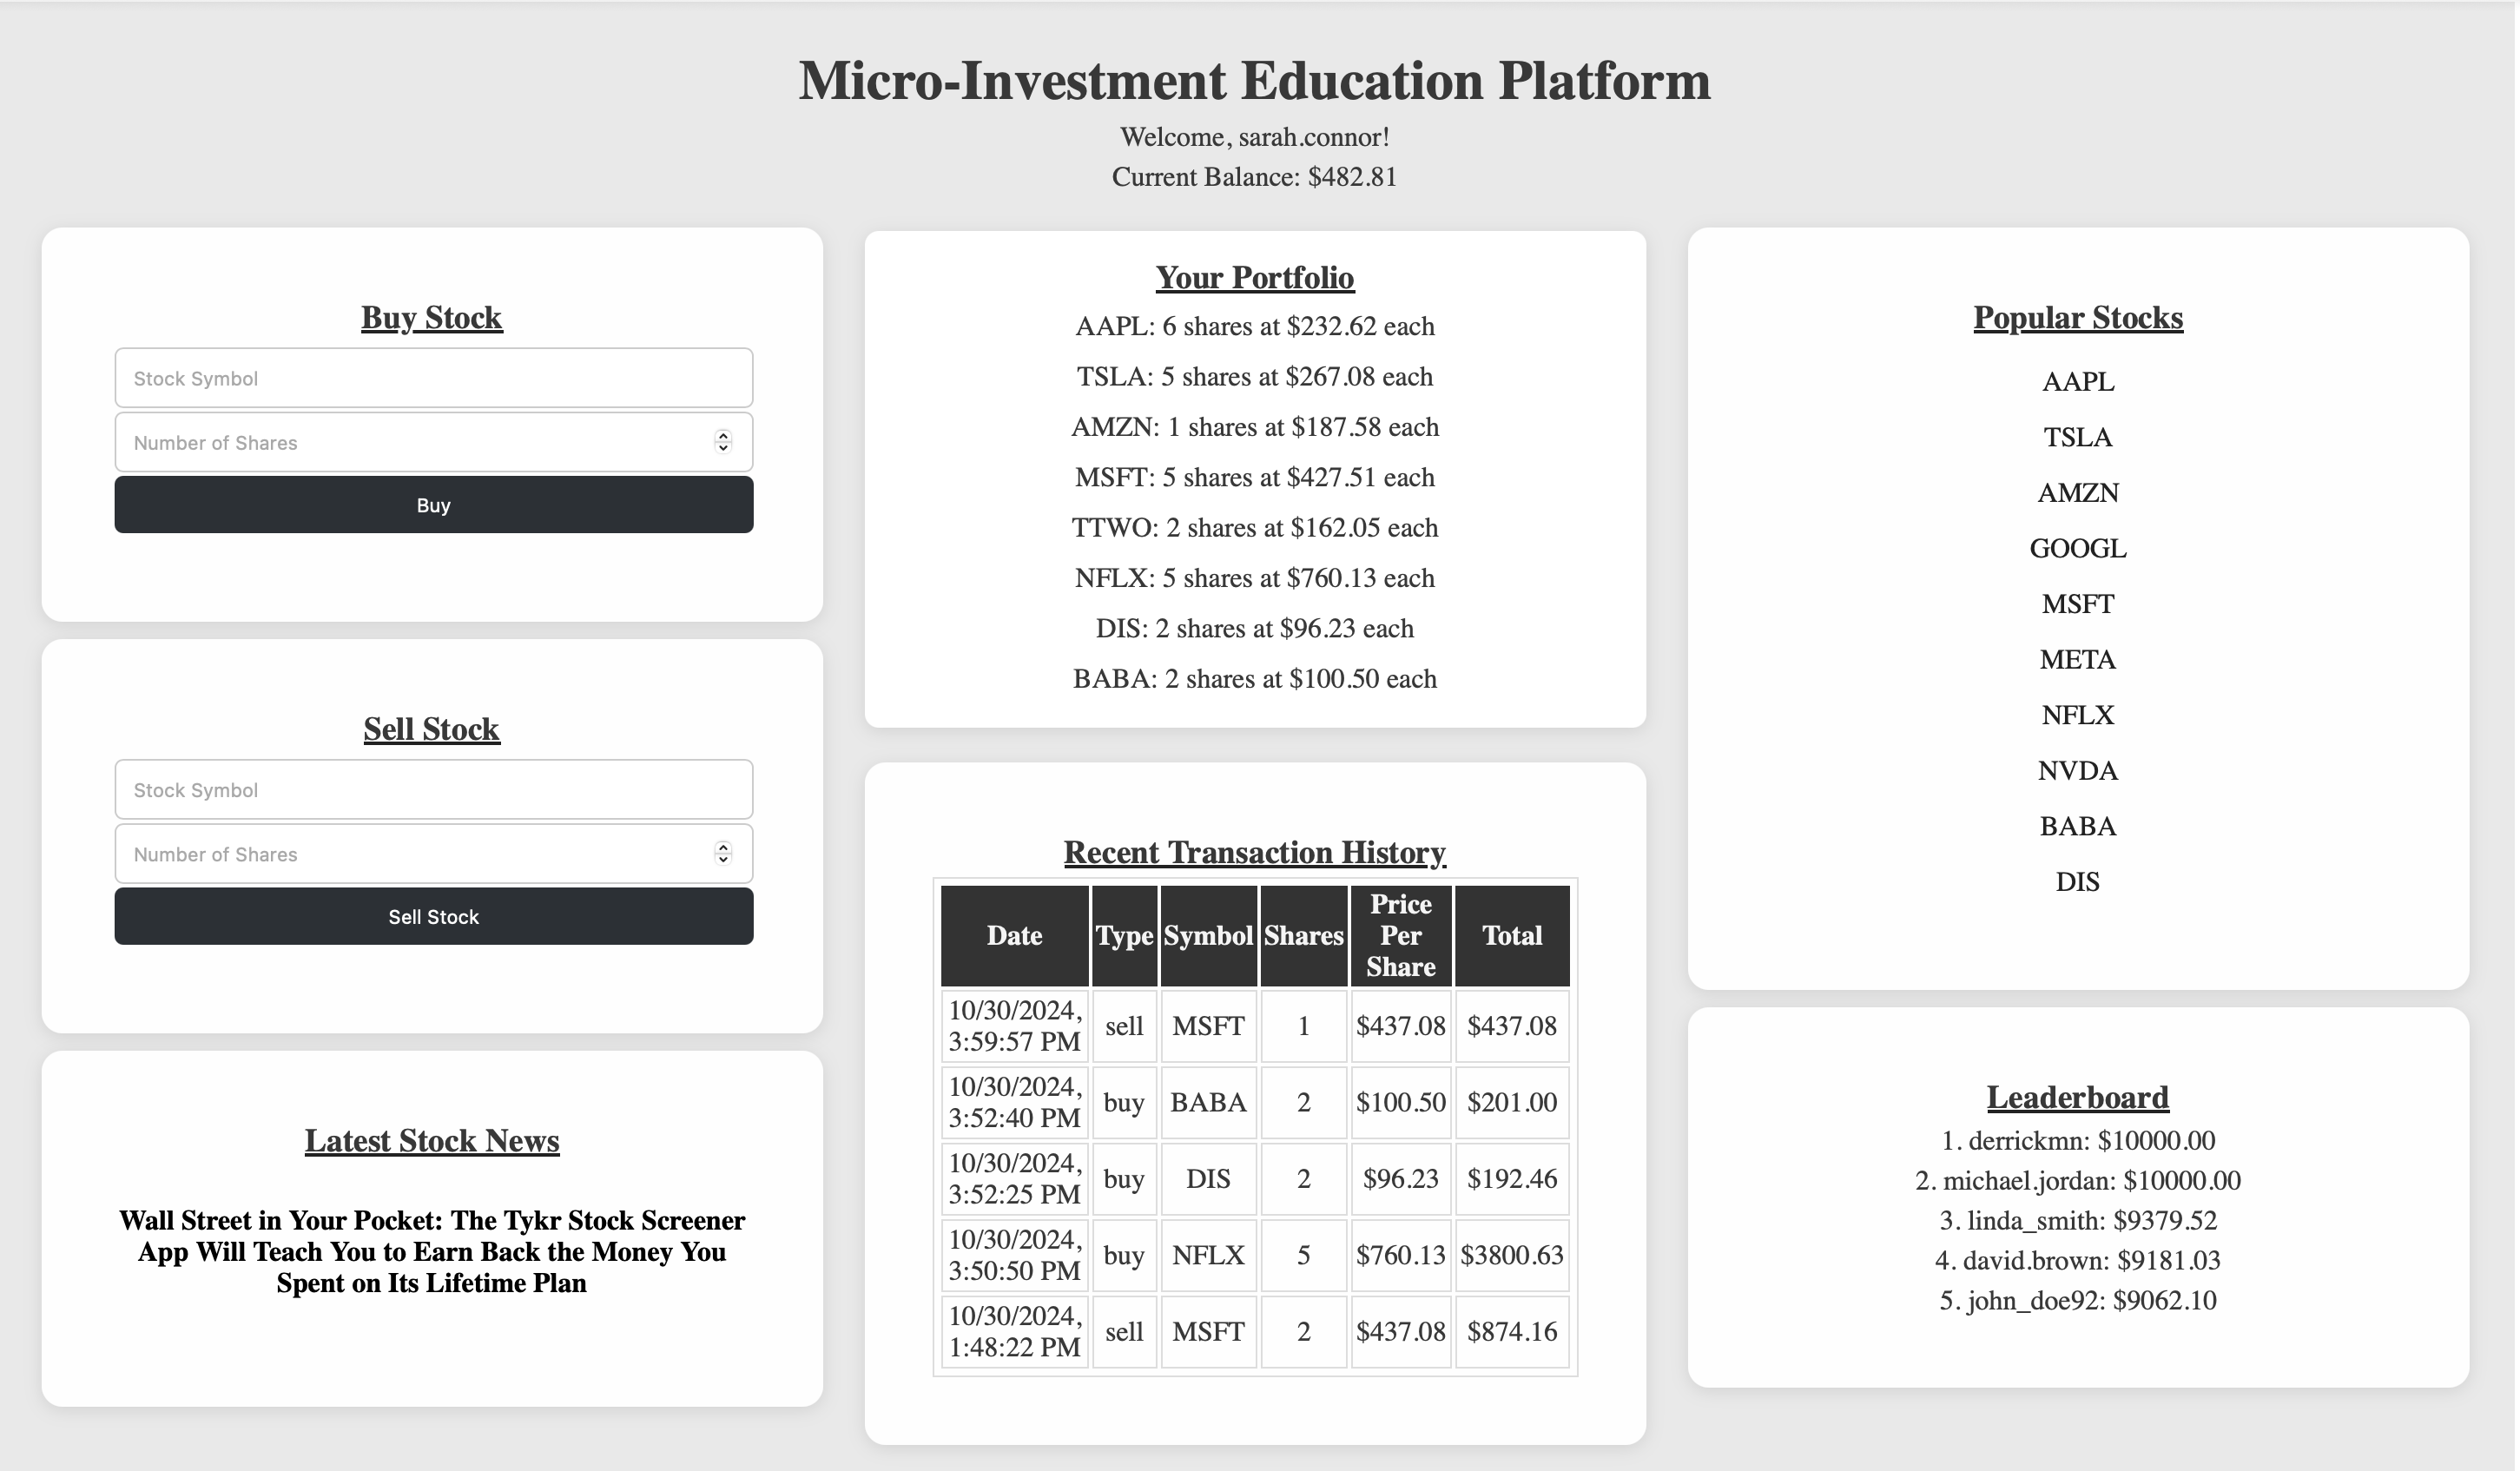 Micro-Investment Education Platform
Welcome, sarah.connor!
Current Balance: $482.81
Buy Stock
Stock Symbol
Number of Shares
Buy
Sell Stock
Stock Symbol
Number of Shares
Sell Stock
Latest Stock News
Wall Street in Your Pocket: The Tykr Stock Screener
App Will Teach You to Earn Back the Money You
Spent on Its Lifetime Plan
Your Portfolio
AAPL: 6 shares at $232.62 each
TSLA: 5 shares at $267.08 each
AMZN: 1 shares at $187.58 each
MSFT: 5 shares at $427.51 each
TTWO: 2 shares at $162.05 each
NFLX: 5 shares at $760.13 each
DIS: 2 shares at $96.23 each
BABA: 2 shares at $100.50 each
Recent Transaction History
Date Type Symbol Shares Price Per Share Total
10/30/2024, 3:59:57 PM sell MSFT 1 $437.08 $437.08
10/30/2024, 3:52:40 PM buy BABA 2 $100.50 $201.00
10/30/2024, 3:52:25 PM buy DIS 2 $96.23 $192.46
10/30/2024, 3:50:50 PM buy NFLX 5 $760.13 $3800.63
10/30/2024, 1:48:22 PM sell MSFT 2 $437.08 $874.16
Popular Stocks
AAPL
TSLA
AMZN
GOOGL
MSFT
META
NFLX
NVDA
BABA
DIS
Leaderboard
1. derrickmn: $10000.00
2. michael.jordan: $10000.00
3. linda_smith: $9379.52
4. david.brown: $9181.03
5. john_doe92: $9062.10